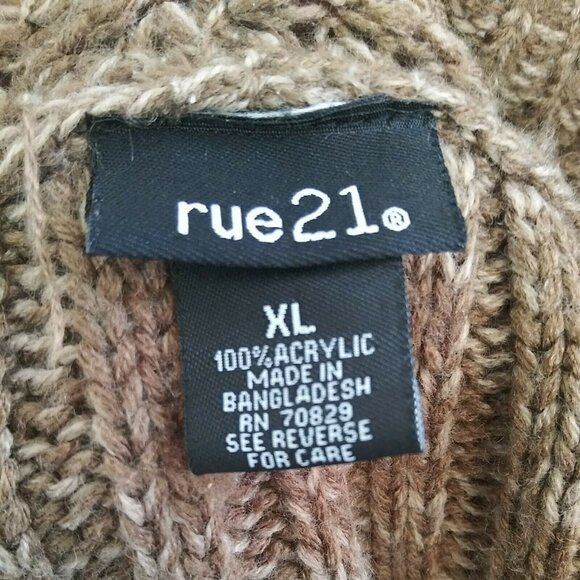 rue21®
XL
100% ACRYLIC
MADE IN
BANGLADESH
RN 70829
SEE REVERSE
FOR CARE